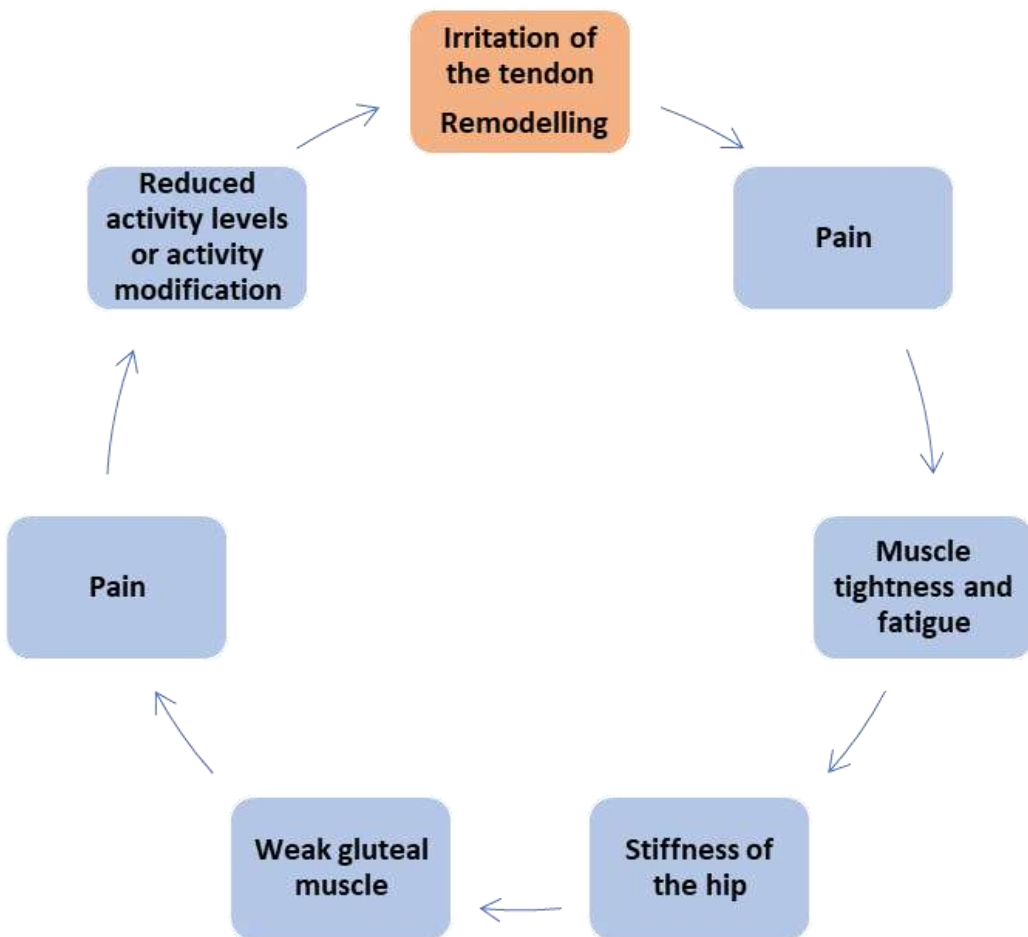 Irritation of
the tendon
Remodelling
Pain
Muscle
tightness and
fatigue
Stiffness of
the hip
Weak gluteal
muscle
Pain
Reduced
activity levels
or activity
modification